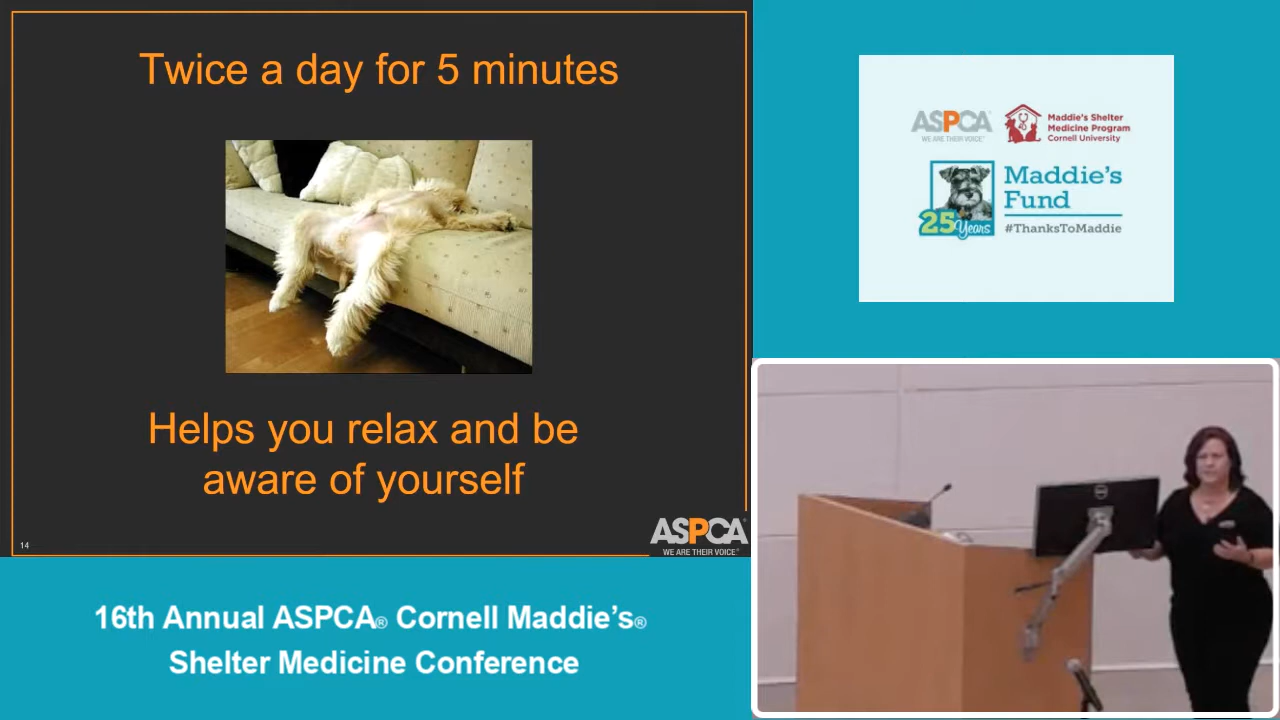 Twice a day for 5 minutes
Helps you relax and be
aware of yourself
14
ASPCA®
WE ARE THEIR VOICE®
16th Annual ASPCA® Cornell Maddie's®
Shelter Medicine Conference
ASPCA®
WE ARE THEIR VOICE®
Maddie's Shelter
Medicine Program
Cornell University
25 Years
Maddie's
Fund
#ThanksToMaddie
DELL